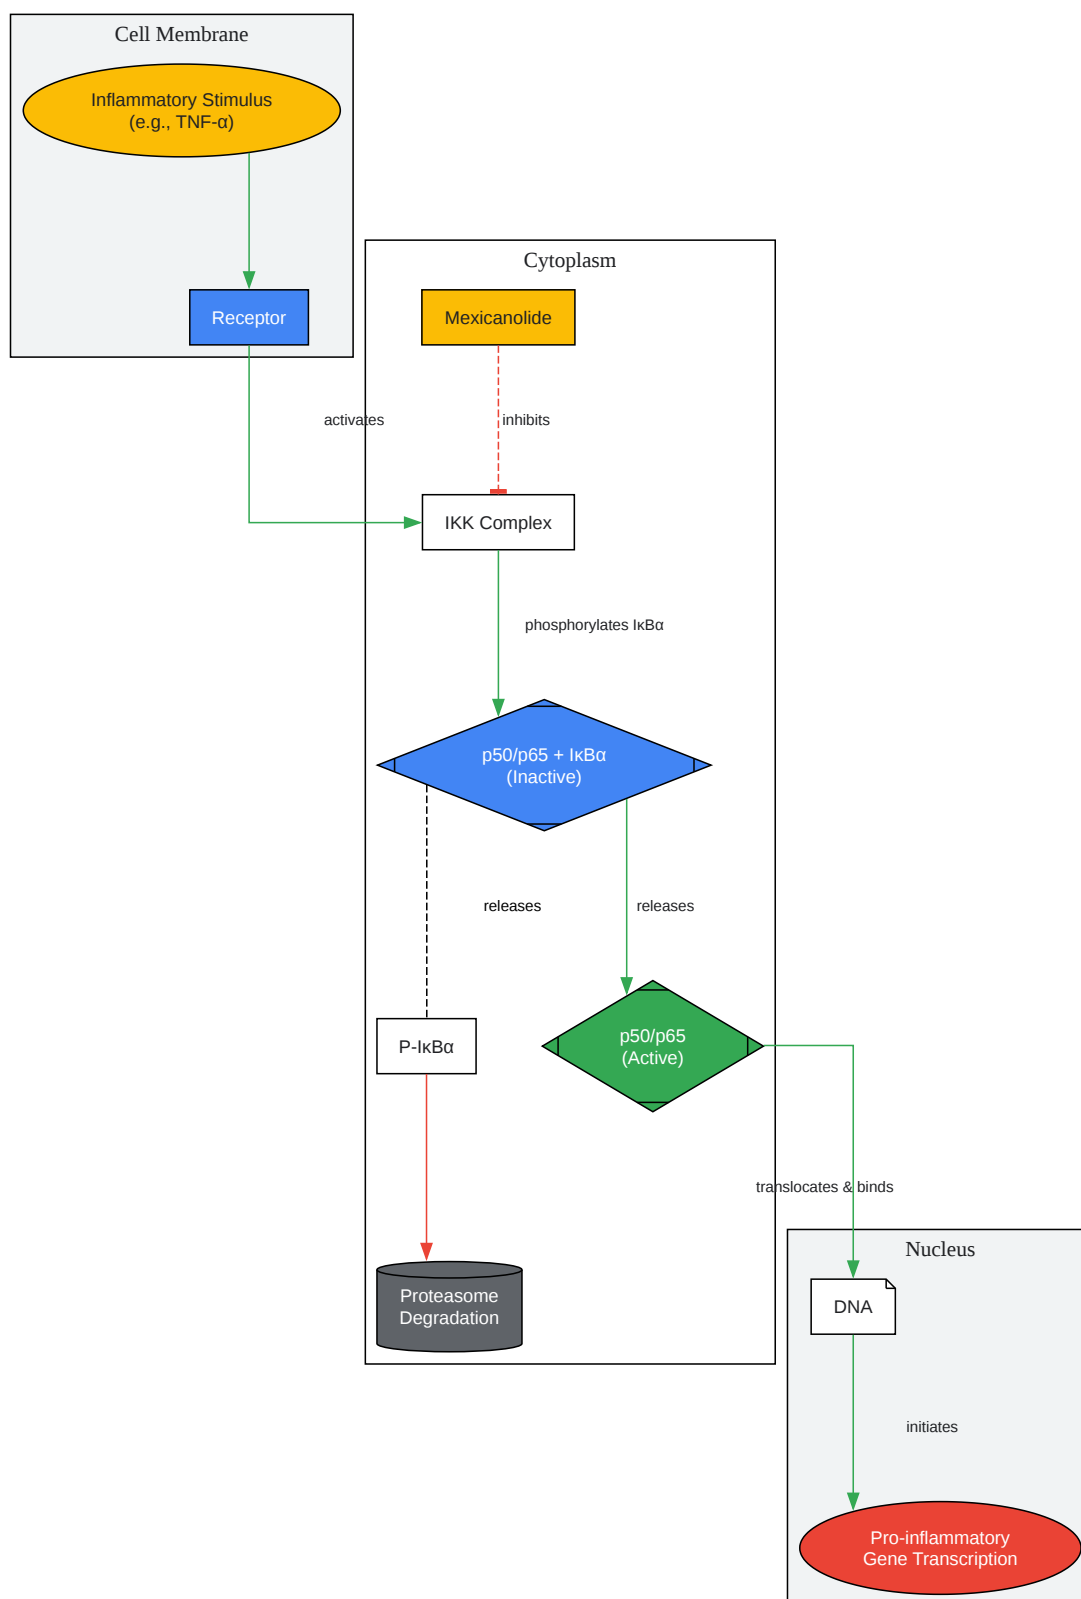 Cell Membrane
Inflammatory Stimulus
(e.g., TNF-α)
Receptor
Cytoplasm
Mexicanolide
activates
inhibits
IKK Complex
phosphorylates IκBα
p50/p65 + IκBα
(Inactive)
releases
releases
P-IκBα
p50/p65
(Active)
translocates & binds
Proteasome
Degradation
Nucleus
DNA
initiates
Pro-inflammatory
Gene Transcription